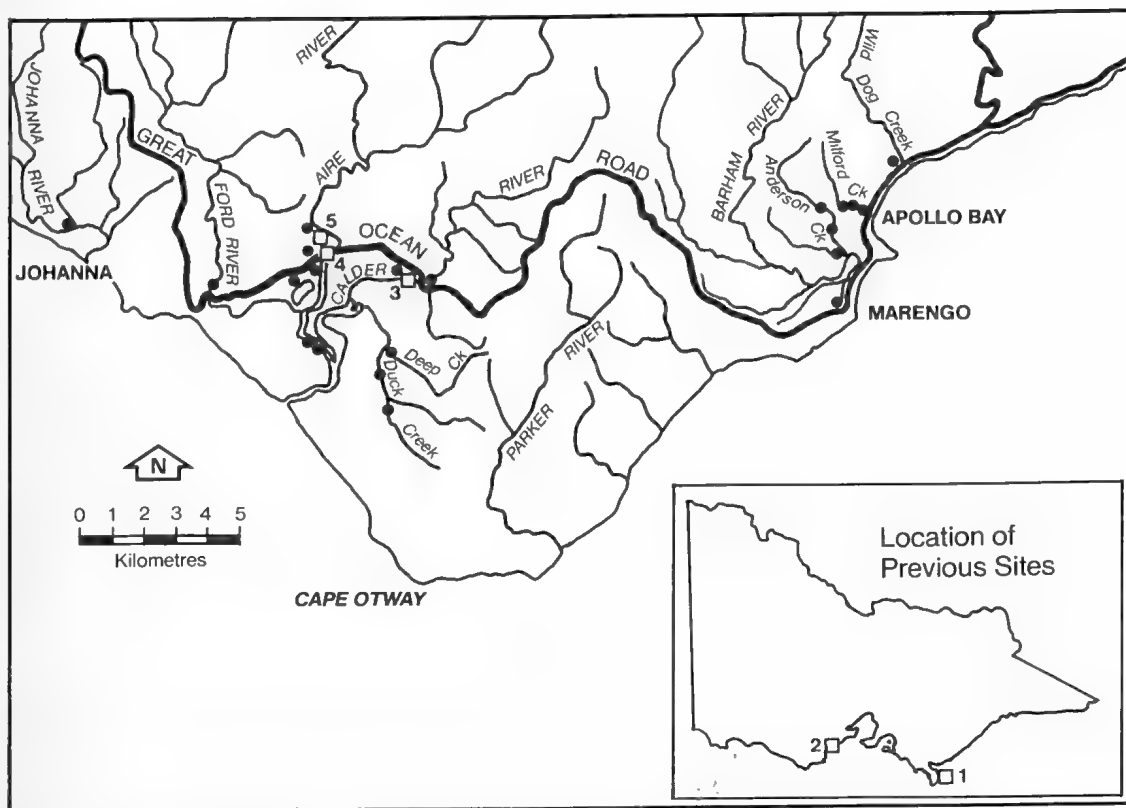 JOHANNA
RIVER
GREAT
FORD RIVER
RIVER
AIRE
5
4
OCEAN
CALDER
3
RIVER
ROAD
BARHAM
RIVER
Wild
Dog
Creek
Milford
Ck
Anderson
Ck
APOLLO BAY
MARENGO
JOHANNA
Deep
Ck
Duck
Creek
PARKER
RIVER
N
0 1 2 3 4 5
Kilometres
CAPE OTWAY
Location of
Previous Sites
2
1